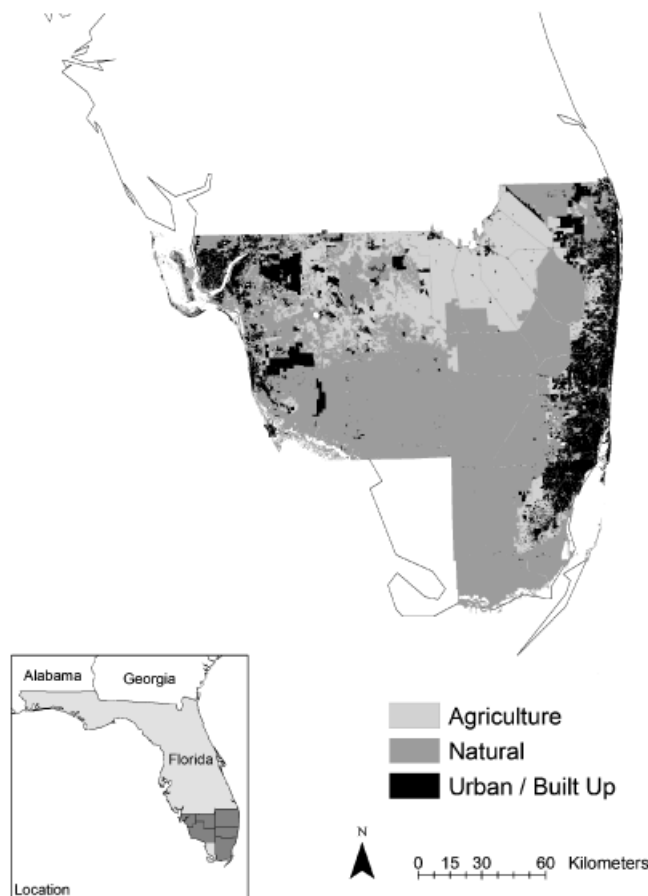 Alabama
Georgia
Florida
Location
Agriculture
Natural
Urban / Built Up
N
0 15 30 60 Kilometers